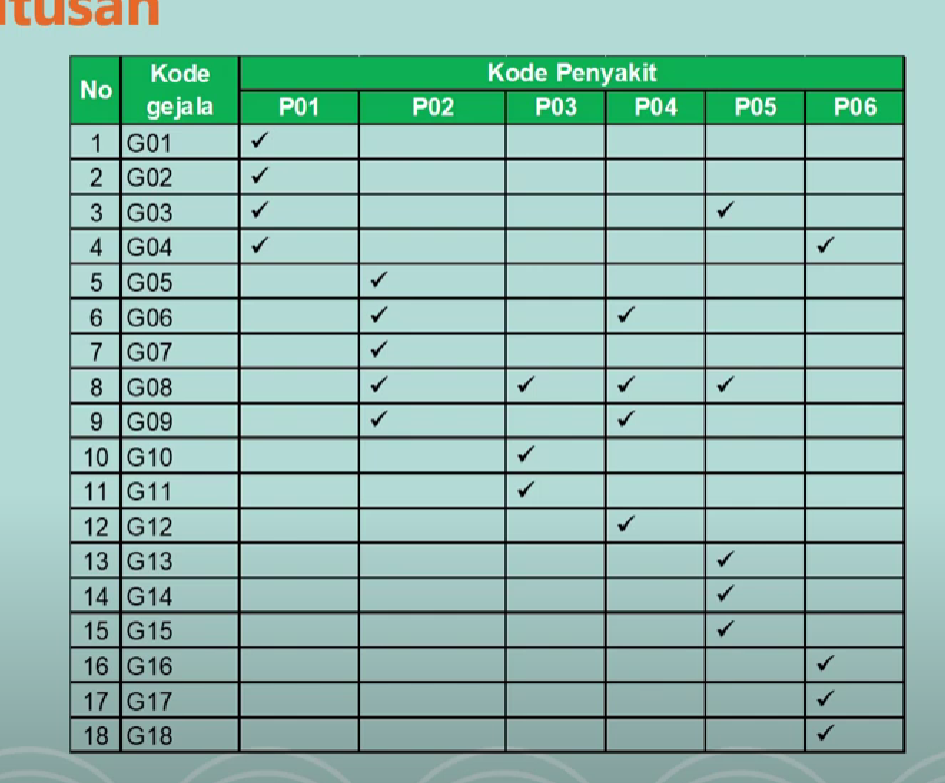 No Kode gejala Kode Penyakit
P01 P02 P03 P04 P05 P06
1 G01 ✓
2 G02 ✓
3 G03 ✓ ✓
4 G04 ✓ ✓
5 G05 ✓
6 G06 ✓ ✓
7 G07 ✓
8 G08 ✓ ✓ ✓ ✓
9 G09 ✓ ✓
10 G10 ✓
11 G11 ✓
12 G12 ✓
13 G13 ✓
14 G14 ✓
15 G15 ✓
16 G16 ✓
17 G17 ✓
18 G18 ✓